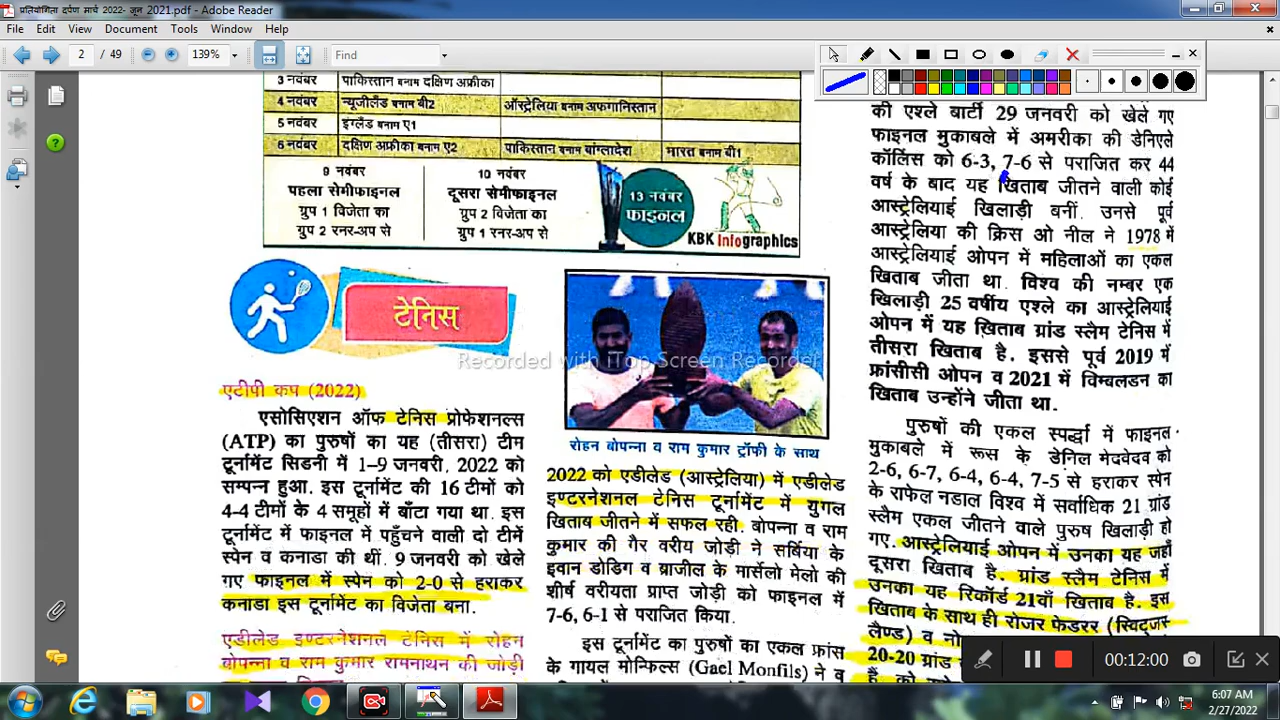 प्रतियोगिता दर्पण मार्च 2022- जून 2021.pdf - Adobe Reader
File Edit View Document Tools Window Help
2 / 49 139% Find
3 नवंबर पाकिस्तान बनाम दक्षिण अफ्रीका
4 नवंबर न्यूजीलैंड बनाम बी2 ऑस्ट्रेलिया बनाम अफगानिस्तान
5 नवंबर इंग्लैंड बनाम ए1
6 नवंबर दक्षिण अफ्रीका बनाम ए2 पाकिस्तान बनाम बांग्लादेश भारत बनाम बी1
9 नवंबर
पहला सेमीफाइनल
ग्रुप 1 विजेता का
ग्रुप 2 रनर-अप से
10 नवंबर
दूसरा सेमीफाइनल
ग्रुप 2 विजेता का
ग्रुप 1 रनर-अप से
13 नवंबर
फाइनल
KBK Infographics
टेनिस
Recorded with iTop Screen Recorder
एटीपी कप (2022)
एसोसिएशन ऑफ टेनिस प्रोफेशनल्स
(ATP) का पुरुषों का यह (तीसरा) टीम
टूर्नामेंट सिडनी में 1–9 जनवरी, 2022 को
सम्पन्न हुआ. इस टूर्नामेंट की 16 टीमों को
4-4 टीमों के 4 समूहों में बाँटा गया था. इस
टूर्नामेंट में फाइनल में पहुँचने वाली दो टीमें
स्पेन व कनाडा की थीं. 9 जनवरी को खेले
गए फाइनल में स्पेन को 2-0 से हराकर
कनाडा इस टूर्नामेंट का विजेता बना.
एडीलेड इण्टरनेशनल टेनिस में रोहन
बोपन्ना व राम कुमार रामनाथन की जोड़ी
रोहन बोपन्ना व राम कुमार ट्रॉफी के साथ
2022 को एडीलेड (आस्ट्रेलिया) में एडीलेड
इण्टरनेशनल टेनिस टूर्नामेंट में युगल
खिताब जीतने में सफल रही. बोपन्ना व राम
कुमार की गैर वरीय जोड़ी ने सर्बिया के
इवान डोडिग व ब्राजील के मार्सेलो मेलो की
शीर्ष वरीयता प्राप्त जोड़ी को फाइनल में
7-6, 6-1 से पराजित किया.
इस टूर्नामेंट का पुरुषों का एकल फ्रांस
के गायल मोन्फिल्स (Gael Monfils) ने व
की एश्ले बार्टी 29 जनवरी को खेले गए
फाइनल मुकाबले में अमरीका की डेनिएले
कॉलिंस को 6-3, 7-6 से पराजित कर 44
वर्ष के बाद यह खिताब जीतने वाली कोई
आस्ट्रेलियाई खिलाड़ी बनीं. उनसे पूर्व
आस्ट्रेलिया की क्रिस ओ नील ने 1978 में
आस्ट्रेलियाई ओपन में महिलाओं का एकल
खिताब जीता था. विश्व की नम्बर एक
खिलाड़ी 25 वर्षीय एश्ले का आस्ट्रेलियाई
ओपन में यह खिताब ग्रांड स्लैम टेनिस में
तीसरा खिताब है. इससे पूर्व 2019 में
फ्रांसीसी ओपन व 2021 में विम्बलडन का
खिताब उन्होंने जीता था.
पुरुषों की एकल स्पर्द्धा में फाइनल
मुकाबले में रूस के डेनिल मेदवेदव को
2-6, 6-7, 6-4, 6-4, 7-5 से हराकर स्पेन
के राफेल नडाल विश्व में सर्वाधिक 21 ग्रांड
स्लैम एकल जीतने वाले पुरुष खिलाड़ी हो
गए. आस्ट्रेलियाई ओपन में उनका यह जहाँ
दूसरा खिताब है. ग्रांड स्लैम टेनिस में
उनका यह रिकॉर्ड 21वाँ खिताब है. इस
खिताब के साथ ही रोजर फेडरर (स्विट्जर-
लैण्ड) व
20-20 ग्रांड
00:12:00
6:07 AM
2/27/2022